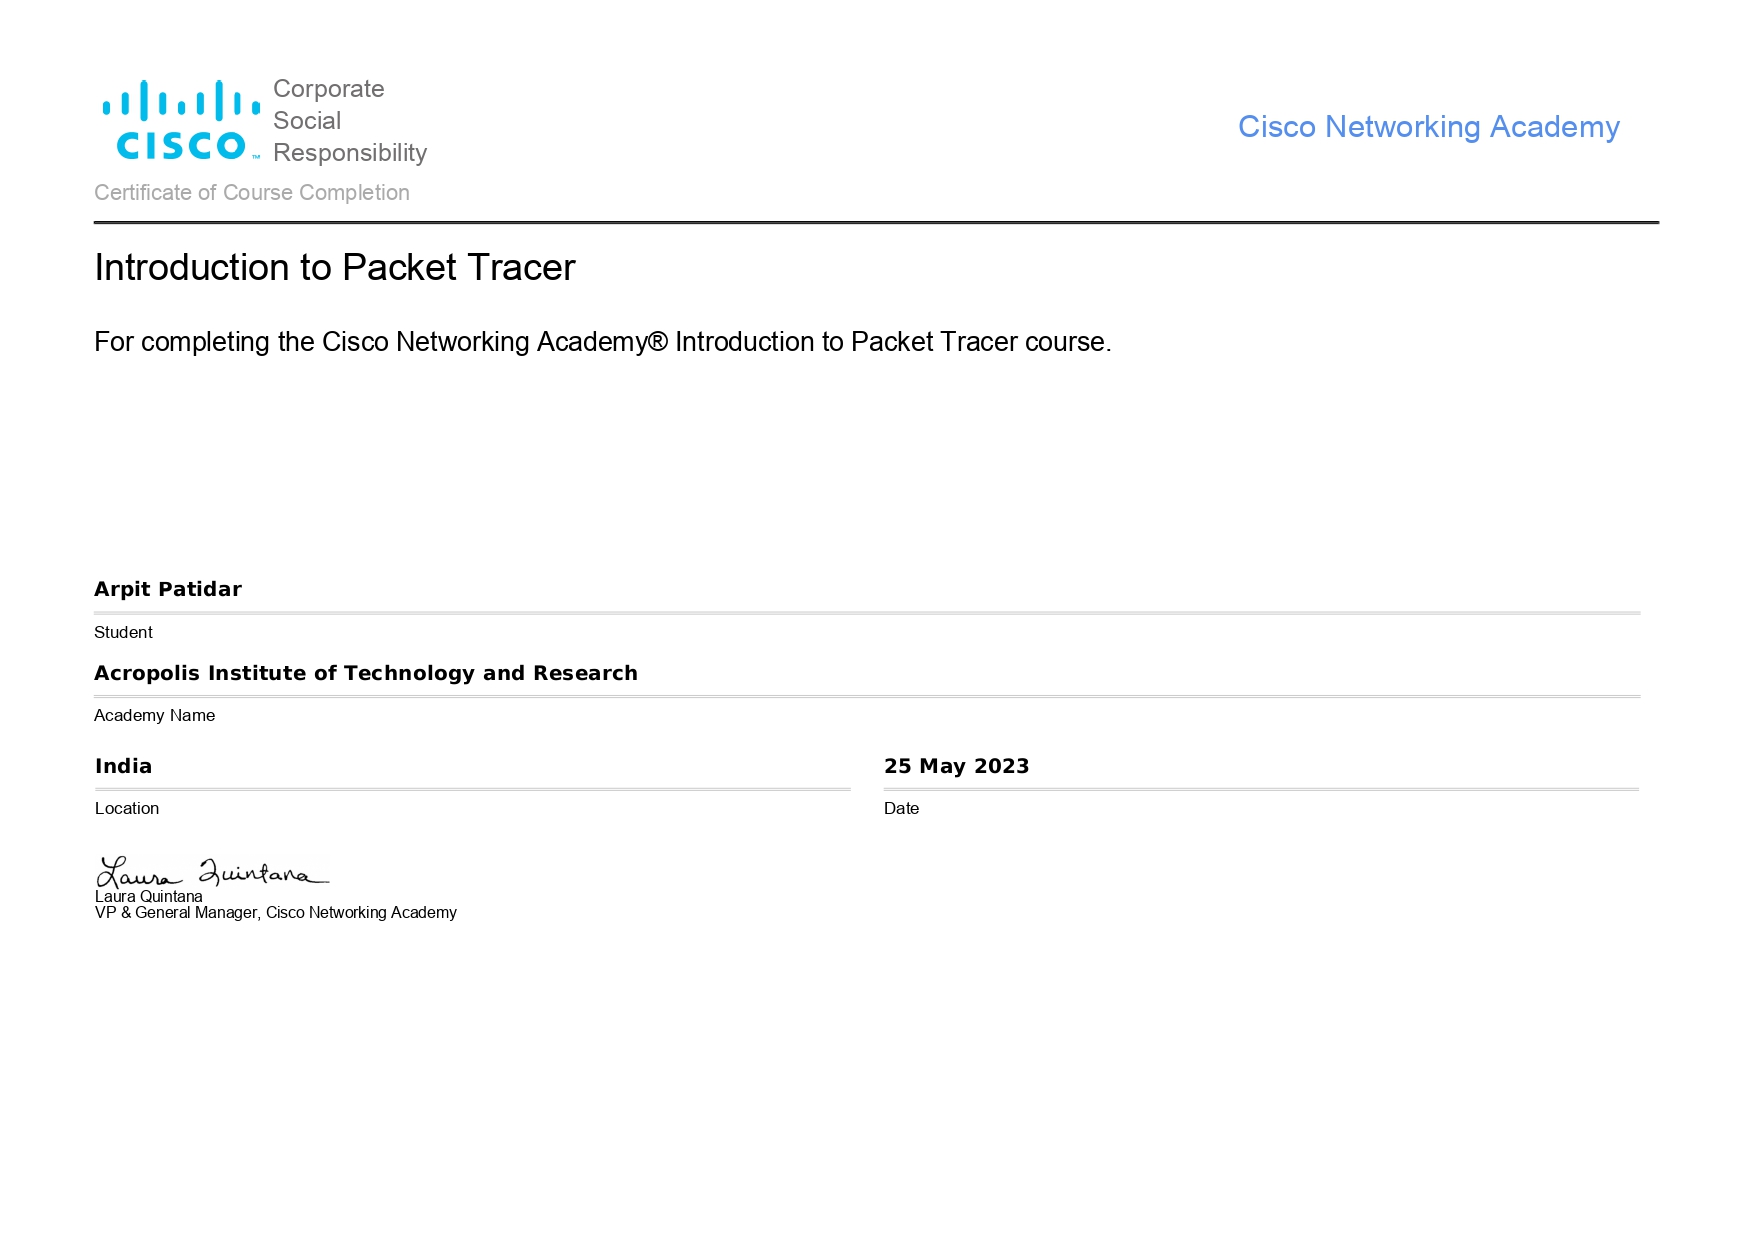 Corporate
Social
Responsibility
CISCO™
Cisco Networking Academy
Certificate of Course Completion
Introduction to Packet Tracer
For completing the Cisco Networking Academy® Introduction to Packet Tracer course.
Arpit Patidar
Student
Acropolis Institute of Technology and Research
Academy Name
India
25 May 2023
Location
Date
Laura Quintana
Laura Quintana
VP & General Manager, Cisco Networking Academy